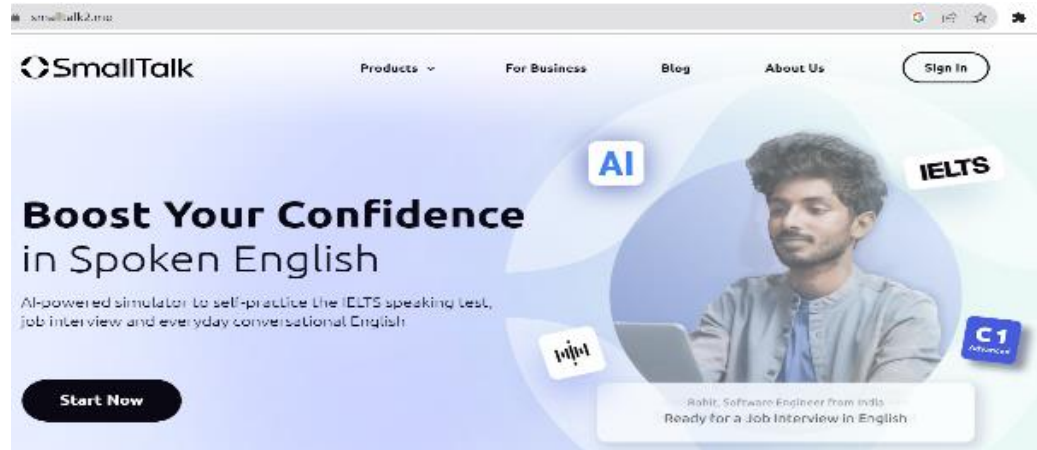 smalltalk2.me
SmallTalk
Products
For Business
Blog
About Us
Sign In
AI
IELTS
Boost Your Confidence
in Spoken English
AI-powered simulator to self-practice the IELTS speaking test,
job interview and everyday conversational English
C1
Advanced
Start Now
Rohit, Software Engineer from India
Ready for a Job Interview in English